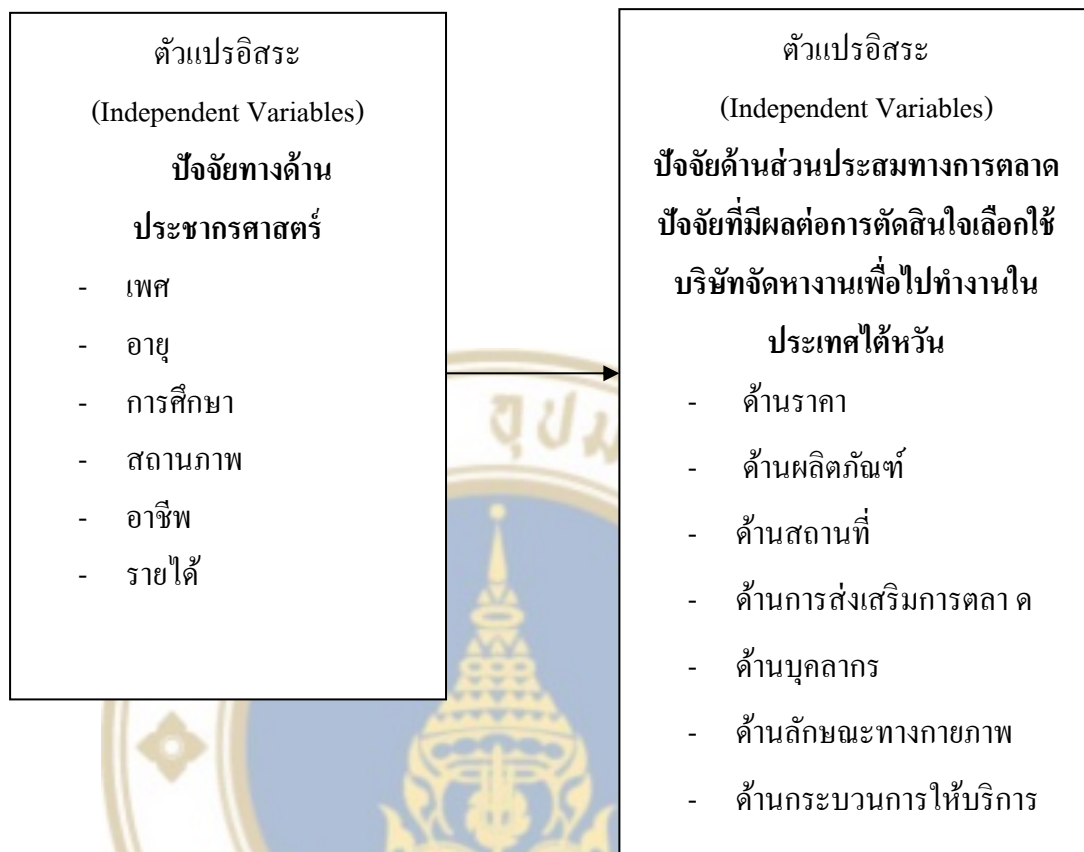 ตัวแปรอิสระ
(Independent Variables)
ปัจจัยทางด้าน
ประชากรศาสตร์
- เพศ
- อายุ
- การศึกษา
- สถานภาพ
- อาชีพ
- รายได้
ตัวแปรอิสระ
(Independent Variables)
ปัจจัยด้านส่วนประสมทางการตลาด
ปัจจัยที่มีผลต่อการตัดสินใจเลือกใช้
บริษัทจัดหางานเพื่อไปทำงานใน
ประเทศไต้หวัน
- ด้านราคา
- ด้านผลิตภัณฑ์
- ด้านสถานที่
- ด้านการส่งเสริมการตลา ด
- ด้านบุคลากร
- ด้านลักษณะทางกายภาพ
- ด้านกระบวนการให้บริการ